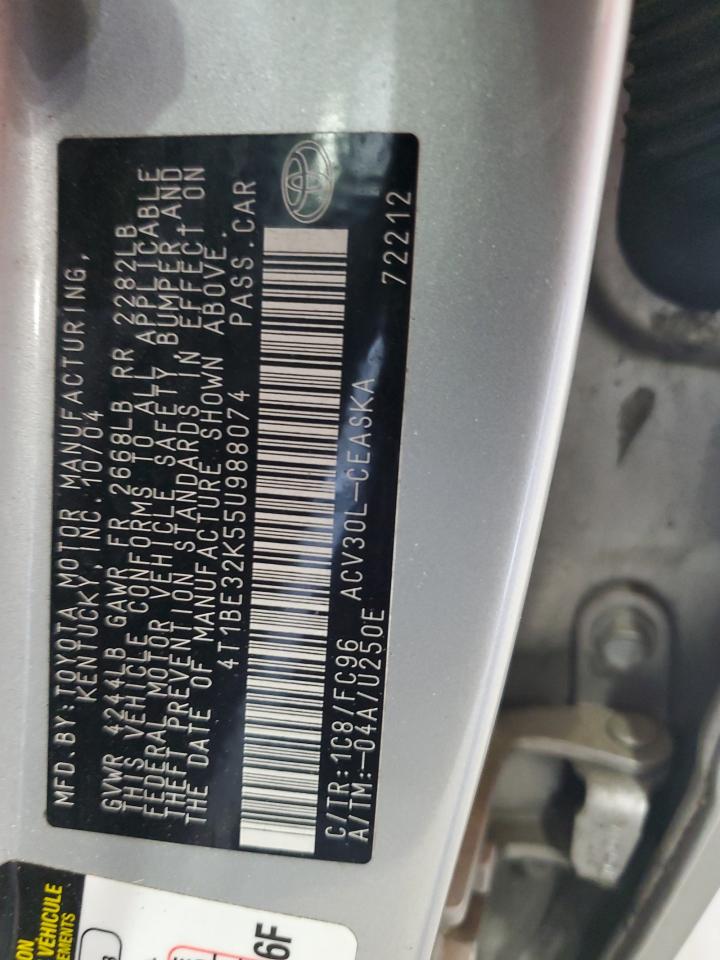 MFD.BY:TOYOTA MOTOR MANUFACTURING,
KENTUCKY, INC. 10/04
GVWR 4244LB GAWR FR 2668LB RR 2282LB
THIS VEHICLE CONFORMS TO ALL APPLICABLE
FEDERAL MOTOR VEHICLE SAFETY,BUMPER,AND
THEFT PREVENTION STANDARDS IN EFFECT ON
THE DATE OF MANUFACTURE SHOWN ABOVE.
4T1BE32K55U988074 PASS.CAR
C/TR:1C8/FC96 ACV30L-CEASKA
A/TM:-04A/U250E 72212
VÉHICULE
6F